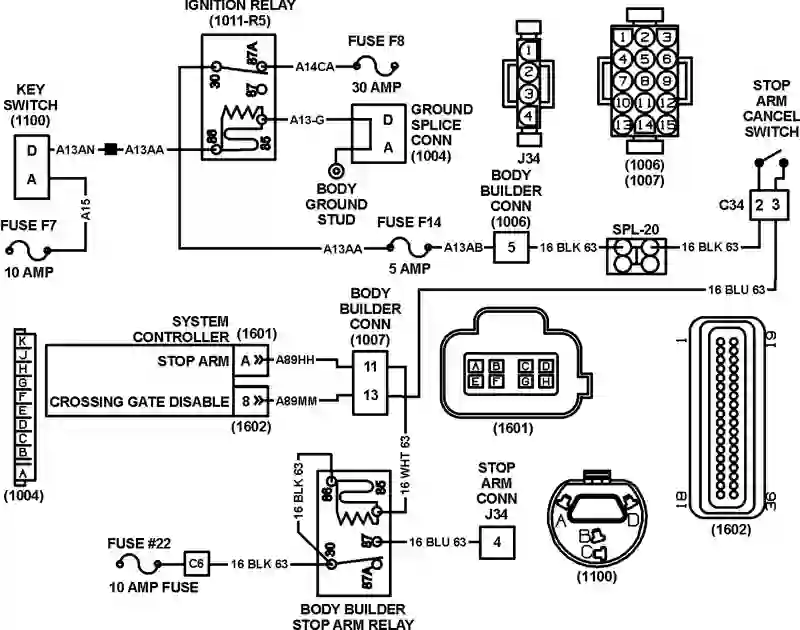 IGNITION RELAY
(1011-R5)
87A
30
87
86
85
A14CA
FUSE F8
30 AMP
KEY
SWITCH
(1100)
D
A
A13AN
A13AA
A15
FUSE F7
10 AMP
A13-G
D
A
GROUND
SPLICE
CONN
(1004)
BODY
GROUND
STUD
1
2
3
4
J34
1 2 3
4 5 6
7 8 9
10 11 12
13 14 15
(1006)
(1007)
STOP
ARM
CANCEL
SWITCH
C34
2 3
BODY
BUILDER
CONN
(1006)
A13AA
FUSE F14
5 AMP
A13AB
5
16 BLK 63
SPL-20
16 BLK 63
16 BLU 63
K
J
H
G
F
E
D
C
B
A
(1004)
SYSTEM
CONTROLLER
(1601)
STOP ARM
A
A89HH
CROSSING GATE DISABLE
8
A89MM
(1602)
BODY
BUILDER
CONN
(1007)
11
13
16 WHT 63
A B C D
E F G H
(1601)
1
19
18
36
(1602)
16 BLK 63
86
85
30
87
87A
FUSE #22
10 AMP FUSE
C6
16 BLK 63
16 BLU 63
STOP
ARM
CONN
J34
4
BODY BUILDER
STOP ARM RELAY
A
D
B
C
(1100)